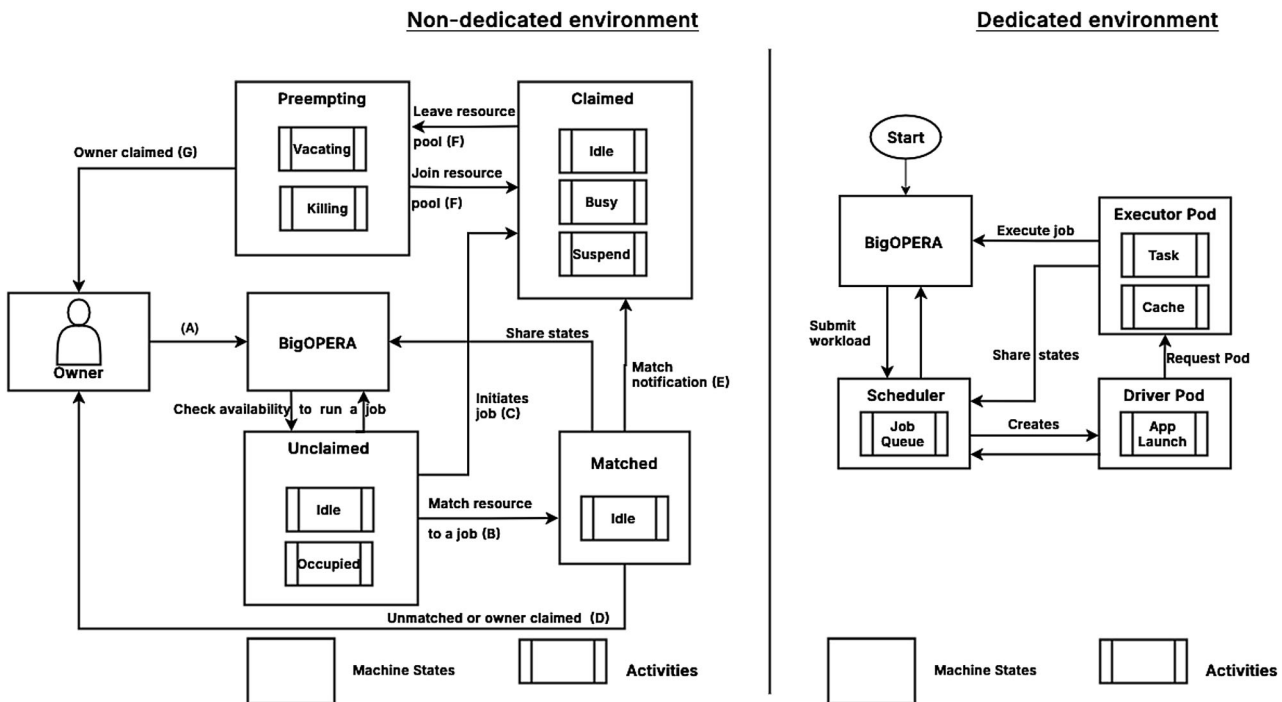 Non-dedicated environment
Preempting
Vacating
Killing
Leave resource
pool (F)
Join resource
pool (F)
Claimed
Idle
Busy
Suspend
Owner claimed (G)
Owner
(A)
BigOPERA
Share states
Check availability to run a job
Initiates
job (C)
Match
notification (E)
Unclaimed
Idle
Occupied
Match resource
to a job (B)
Matched
Idle
Unmatched or owner claimed (D)
Machine States
Activities
Dedicated environment
Start
BigOPERA
Execute job
Executor Pod
Task
Cache
Submit
workload
Share states
Request Pod
Scheduler
Job
Queue
Creates
Driver Pod
App
Launch
Machine States
Activities